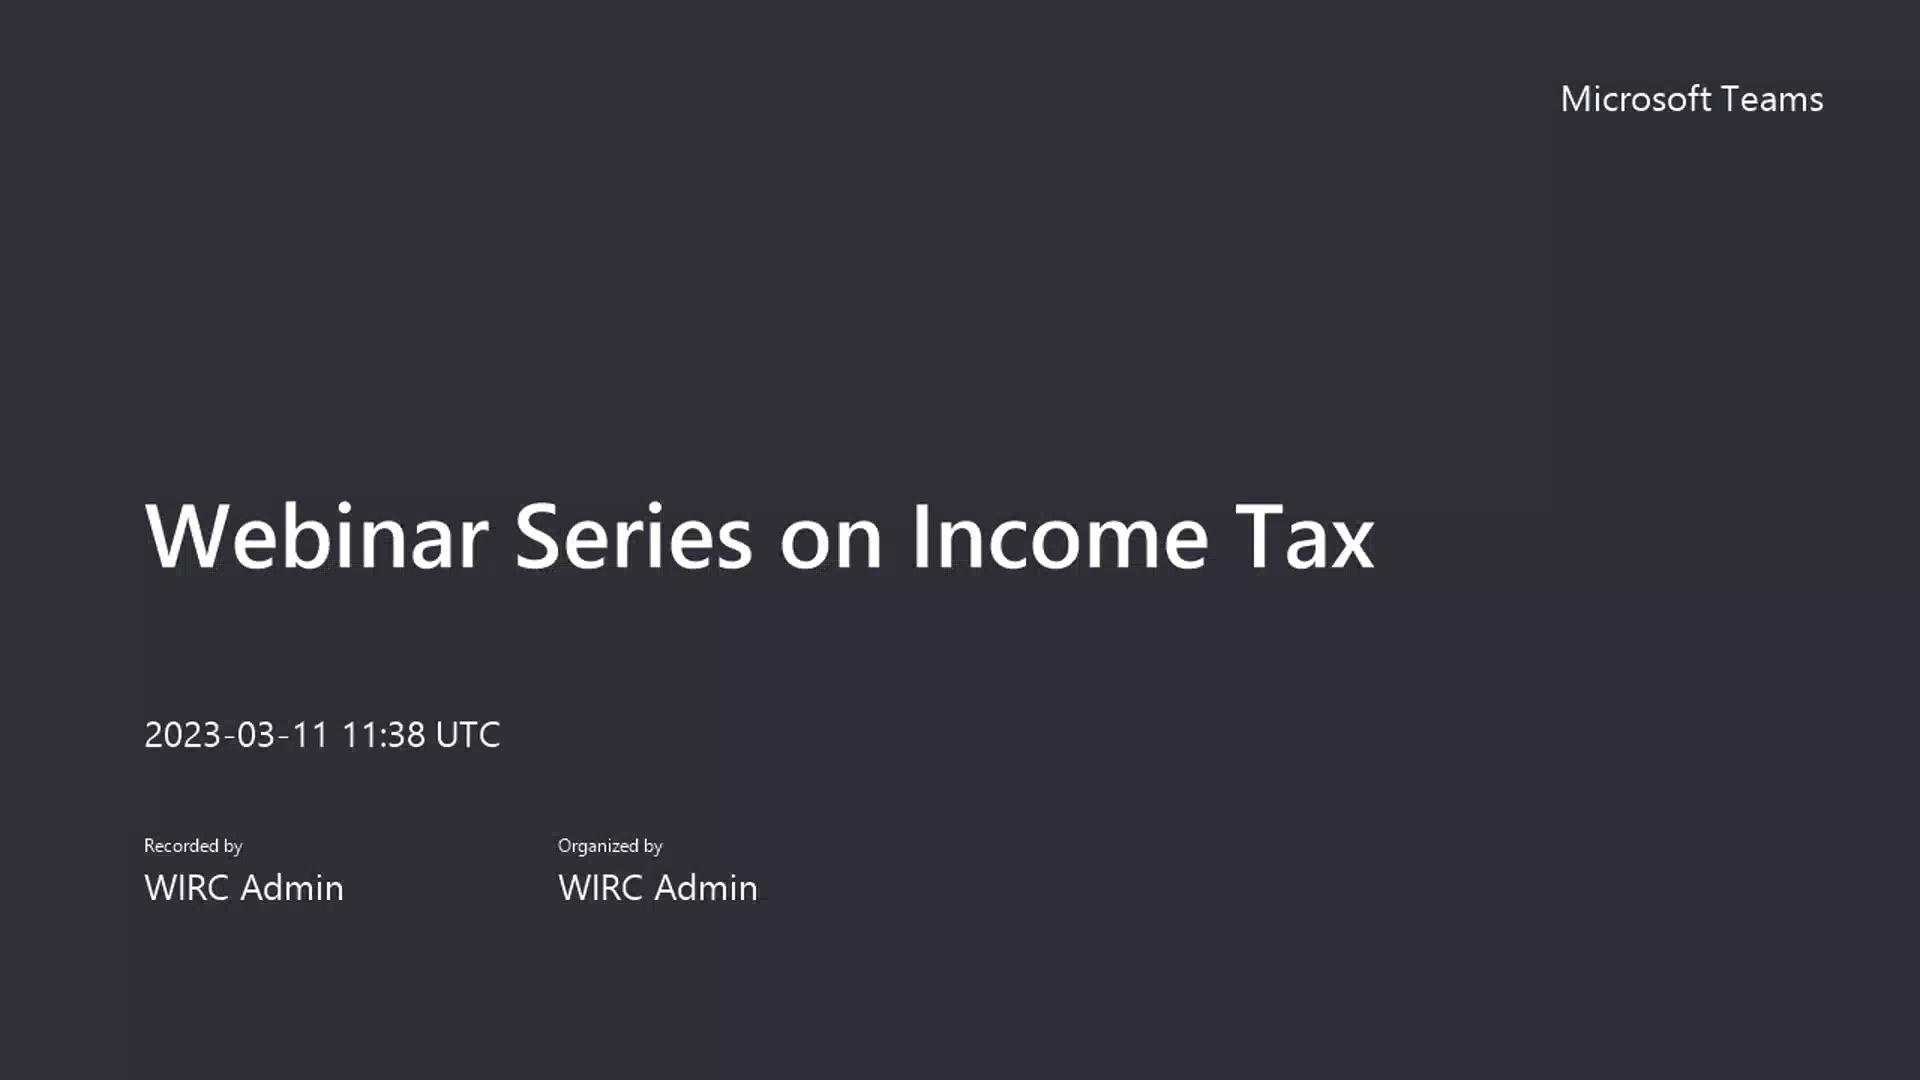 Microsoft Teams
Webinar Series on Income Tax
2023-03-11 11:38 UTC
Recorded by
WIRC Admin
Organized by
WIRC Admin